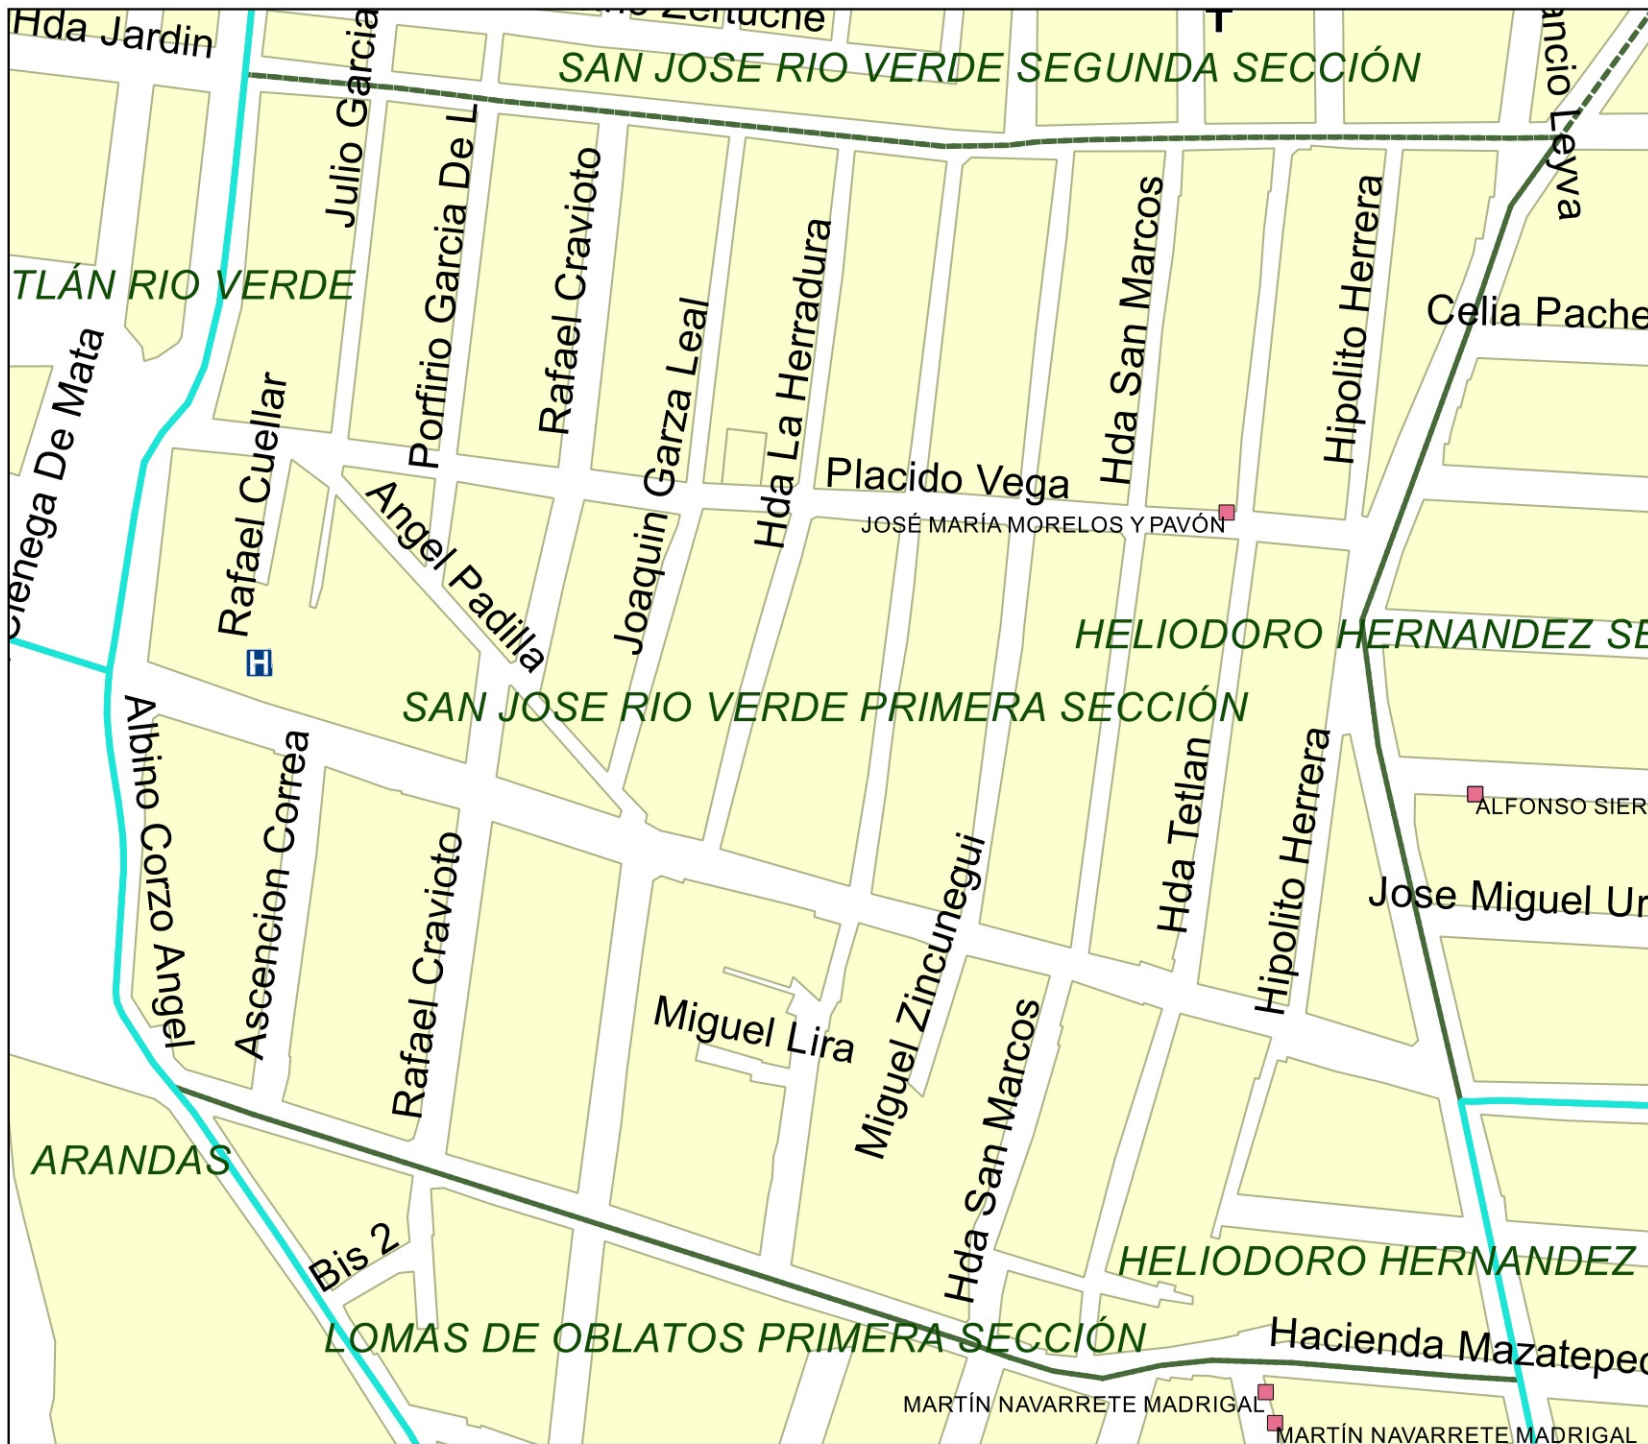 Hda Jardin
Zertuche
SAN JOSE RIO VERDE SEGUNDA SECCIÓN
Julio Garcia
Leyva
Porfirio Garcia De L
Rafael Cravioto
Hda San Marcos
Hipolito Herrera
TLÁN RIO VERDE
Hda La Herradura
Joaquin Garza Leal
Celia Pache
Cienega De Mata
Rafael Cuellar
Placido Vega
JOSÉ MARÍA MORELOS Y PAVÓN
Angel Padilla
HELIODORO HERNANDEZ SE
H
SAN JOSE RIO VERDE PRIMERA SECCIÓN
Albino Corzo Angel
Ascencion Correa
Hda Tetlan
Hipolito Herrera
ALFONSO SIER
Rafael Cravioto
Miguel Zincunegui
Jose Miguel Ur
Miguel Lira
Hda San Marcos
ARANDAS
Bis 2
HELIODORO HERNANDEZ
LOMAS DE OBLATOS PRIMERA SECCIÓN
Hacienda Mazatepec
MARTÍN NAVARRETE MADRIGAL
MARTÍN NAVARRETE MADRIGAL